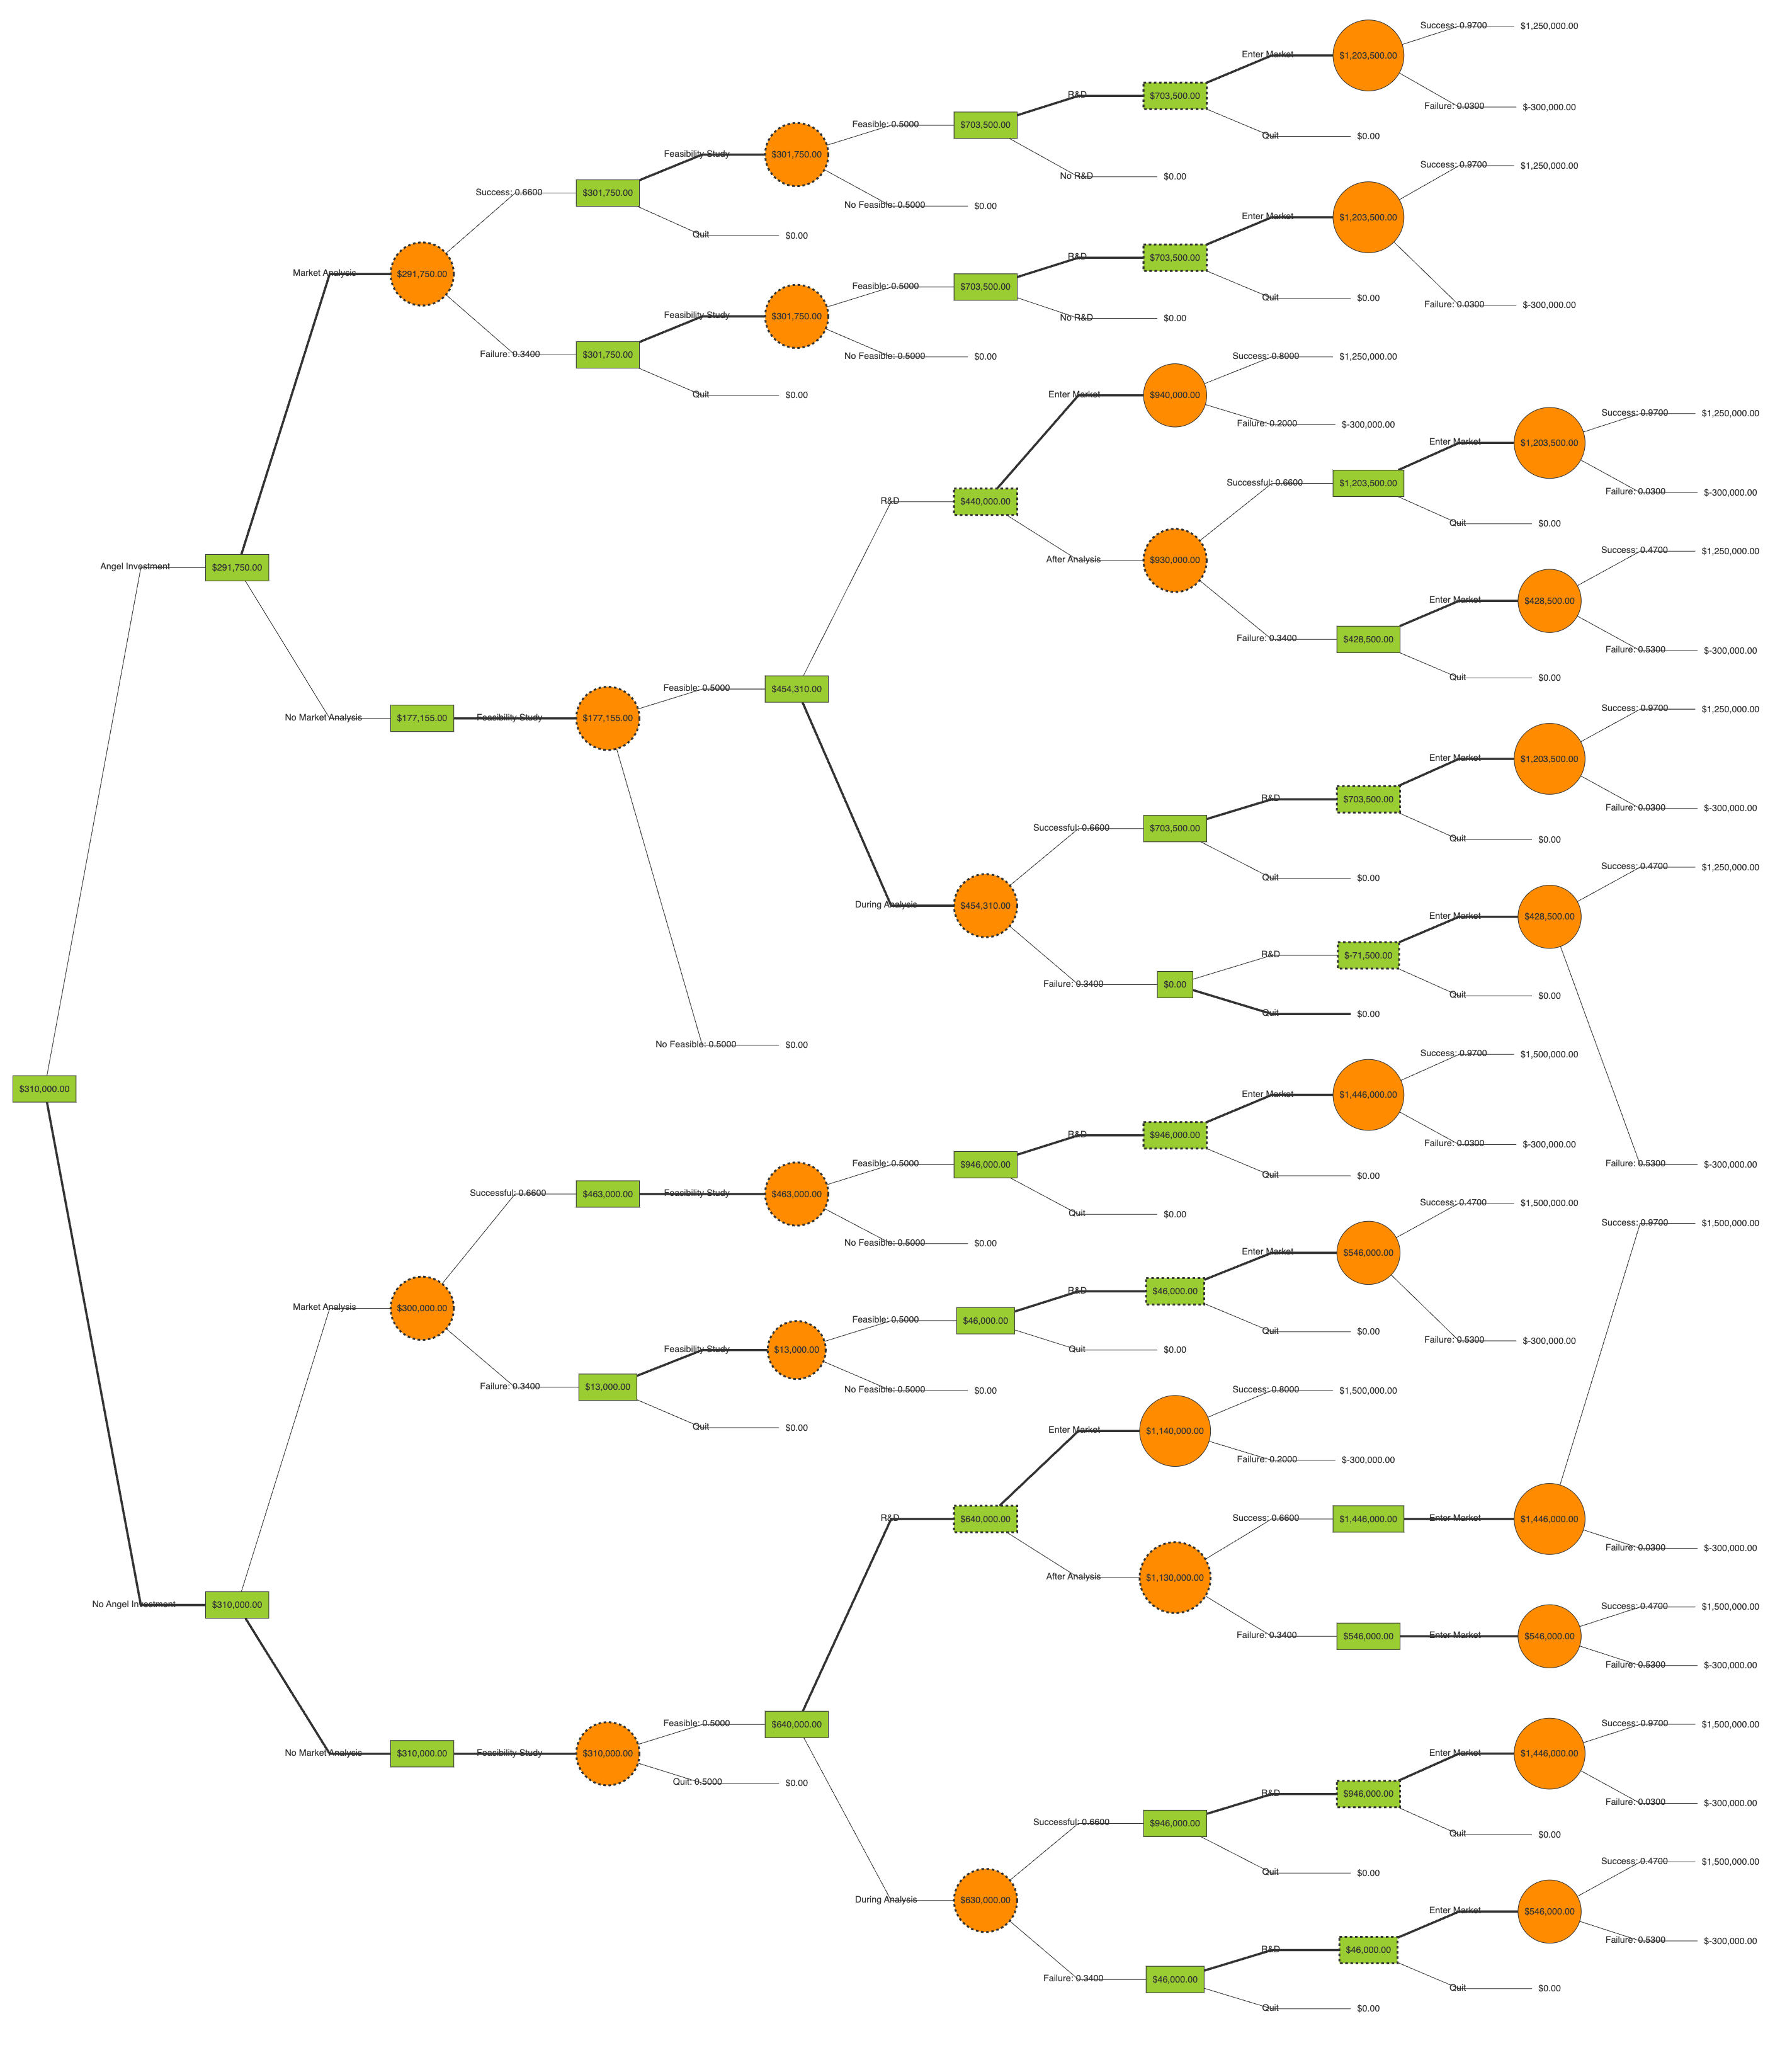 Success: 0.9700
$1,250,000.00
Enter Market
$1,203,500.00
R&D
$703,500.00
Failure: 0.0300
$-300,000.00
Feasible: 0.5000
$703,500.00
Quit
$0.00
Feasibility Study
$301,750.00
Success: 0.9700
$1,250,000.00
No R&D
$0.00
Success: 0.6600
$301,750.00
No Feasible: 0.5000
$0.00
Enter Market
$1,203,500.00
Quit
$0.00
R&D
$703,500.00
Market Analysis
$291,750.00
Feasible: 0.5000
$703,500.00
Quit
$0.00
Failure: 0.0300
$-300,000.00
Feasibility Study
$301,750.00
No R&D
$0.00
Failure: 0.3400
$301,750.00
No Feasible: 0.5000
$0.00
Success: 0.8000
$1,250,000.00
Quit
$0.00
Enter Market
$940,000.00
Success: 0.9700
$1,250,000.00
Failure: 0.2000
$-300,000.00
Enter Market
$1,203,500.00
Successful: 0.6600
$1,203,500.00
Failure: 0.0300
$-300,000.00
R&D
$440,000.00
Quit
$0.00
Success: 0.4700
$1,250,000.00
After Analysis
$930,000.00
Angel Investment
$291,750.00
Enter Market
$428,500.00
Failure: 0.3400
$428,500.00
Failure: 0.5300
$-300,000.00
Quit
$0.00
Feasible: 0.5000
$454,310.00
Success: 0.9700
$1,250,000.00
No Market Analysis
$177,155.00
Feasibility Study
$177,155.00
Enter Market
$1,203,500.00
R&D
$703,500.00
Failure: 0.0300
$-300,000.00
Successful: 0.6600
$703,500.00
Quit
$0.00
Success: 0.4700
$1,250,000.00
Quit
$0.00
During Analysis
$454,310.00
Enter Market
$428,500.00
R&D
$-71,500.00
Failure: 0.3400
$0.00
Quit
$0.00
Quit
$0.00
No Feasible: 0.5000
$0.00
Success: 0.9700
$1,500,000.00
$310,000.00
Enter Market
$1,446,000.00
R&D
$946,000.00
Failure: 0.0300
$-300,000.00
Feasible: 0.5000
$946,000.00
Failure: 0.5300
$-300,000.00
Quit
$0.00
Successful: 0.6600
$463,000.00
Feasibility Study
$463,000.00
Success: 0.4700
$1,500,000.00
Quit
$0.00
Success: 0.9700
$1,500,000.00
No Feasible: 0.5000
$0.00
Enter Market
$546,000.00
R&D
$46,000.00
Market Analysis
$300,000.00
Feasible: 0.5000
$46,000.00
Quit
$0.00
Failure: 0.5300
$-300,000.00
Feasibility Study
$13,000.00
Quit
$0.00
Failure: 0.3400
$13,000.00
No Feasible: 0.5000
$0.00
Success: 0.8000
$1,500,000.00
Quit
$0.00
Enter Market
$1,140,000.00
Failure: 0.2000
$-300,000.00
R&D
$640,000.00
Success: 0.6600
$1,446,000.00
Enter Market
$1,446,000.00
Failure: 0.0300
$-300,000.00
After Analysis
$1,130,000.00
No Angel Investment
$310,000.00
Success: 0.4700
$1,500,000.00
Failure: 0.3400
$546,000.00
Enter Market
$546,000.00
Failure: 0.5300
$-300,000.00
Feasible: 0.5000
$640,000.00
Success: 0.9700
$1,500,000.00
No Market Analysis
$310,000.00
Feasibility Study
$310,000.00
Enter Market
$1,446,000.00
Quit: 0.5000
$0.00
R&D
$946,000.00
Failure: 0.0300
$-300,000.00
Successful: 0.6600
$946,000.00
Quit
$0.00
Success: 0.4700
$1,500,000.00
Quit
$0.00
During Analysis
$630,000.00
Enter Market
$546,000.00
R&D
$46,000.00
Failure: 0.5300
$-300,000.00
Failure: 0.3400
$46,000.00
Quit
$0.00
Quit
$0.00